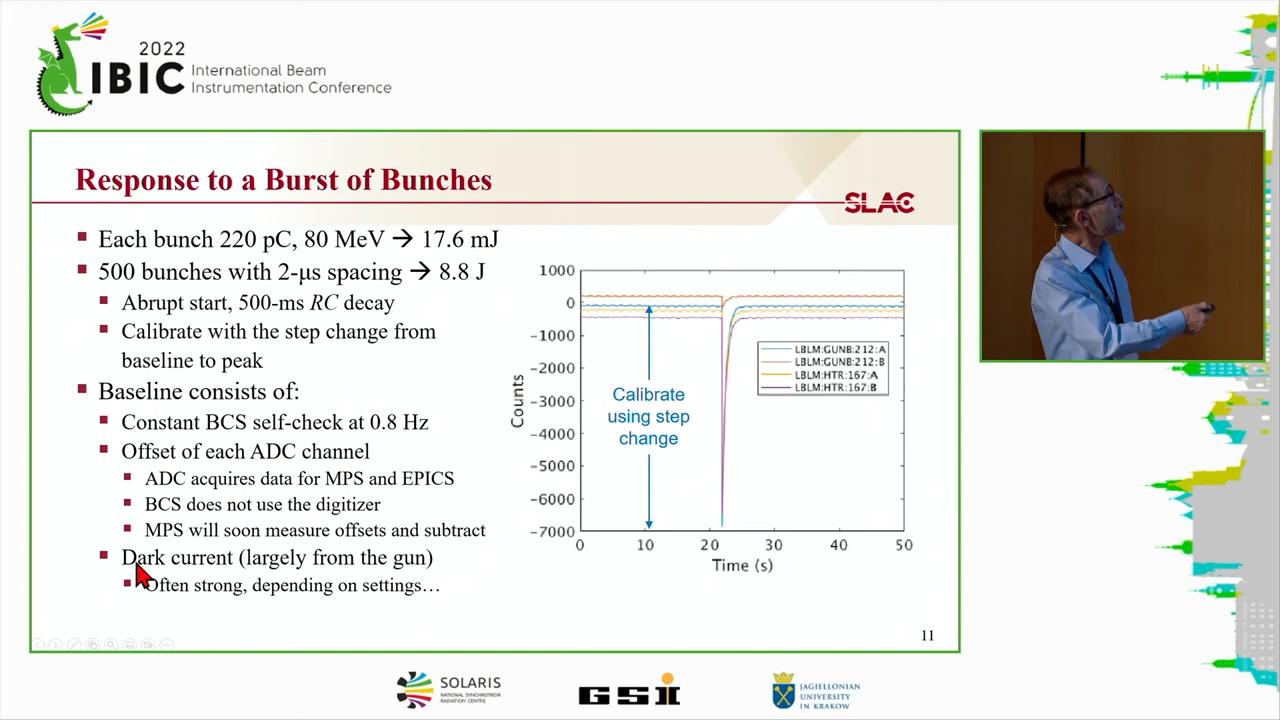 2022
IBIC
International Beam
Instrumentation Conference
Response to a Burst of Bunches
SLAC
Each bunch 220 pC, 80 MeV → 17.6 mJ
500 bunches with 2-μs spacing → 8.8 J
Abrupt start, 500-ms RC decay
Calibrate with the step change from
baseline to peak
Baseline consists of:
Constant BCS self-check at 0.8 Hz
Offset of each ADC channel
ADC acquires data for MPS and EPICS
BCS does not use the digitizer
MPS will soon measure offsets and subtract
Dark current (largely from the gun)
Often strong, depending on settings…
1000
0
-1000
-2000
-3000
-4000
-5000
-6000
-7000
Counts
0 10 20 30 40 50
Time (s)
LBLM:GUNB:212:A
LBLM:GUNB:212:B
LBLM:HTR:167:A
LBLM:HTR:167:B
Calibrate
using step
change
11
SOLARIS
NATIONAL SYNCHROTRON
RADIATION CENTRE
GSI
JAGIELLONIAN
UNIVERSITY
IN KRAKOW